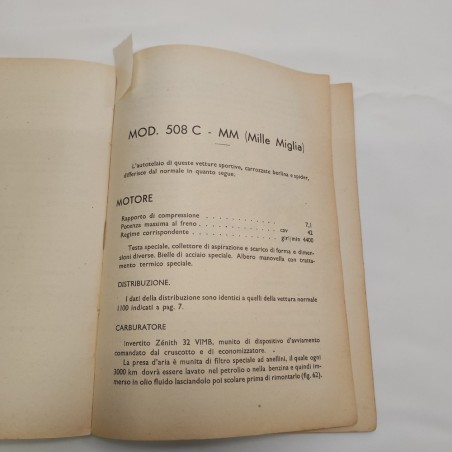 MOD. 508 C - MM (Mille Miglia)
L'autotelaio di queste vetture sportive, carrozzate berlina e spider,
differisce dal normale in quanto segue:
MOTORE
Rapporto di compressione . . . . . . . . . . 7,1
Potenza massima al freno . . . . . . . cav 42
Regime corrispondente . . . . . . . giri/min 4400
Testa speciale, collettore di aspirazione e scarico di forma e dimen-
sioni diverse. Bielle di acciaio speciale. Albero manovella con tratta-
mento termico speciale.
DISTRIBUZIONE.
I dati della distribuzione sono identici a quelli della vettura normale
1100 indicati a pag. 7.
CARBURATORE
Invertito Zénith 32 VIMB, munito di dispositivo d'avviamento
comandato dal cruscotto e di economizzatore.
La presa d'aria è munita di filtro speciale ad anellini, il quale ogni
3000 km dovrà essere lavato nel petrolio o nella benzina e quindi im-
merso in olio fluido lasciandolo poi scolare prima di rimontarlo (fig. 62).